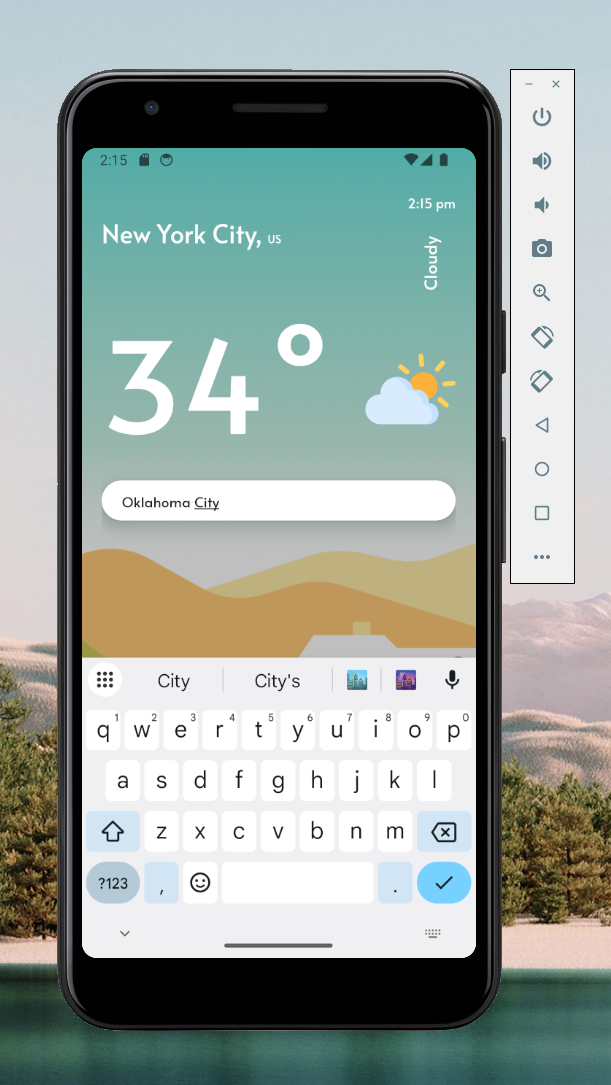 2:15
2:15 pm
New York City, US
Cloudy
34°
Oklahoma City
City City's
q1 w2 e3 r4 t5 y6 u7 i8 o9 p0
a s d f g h j k l
z x c v b n m
?123 , .